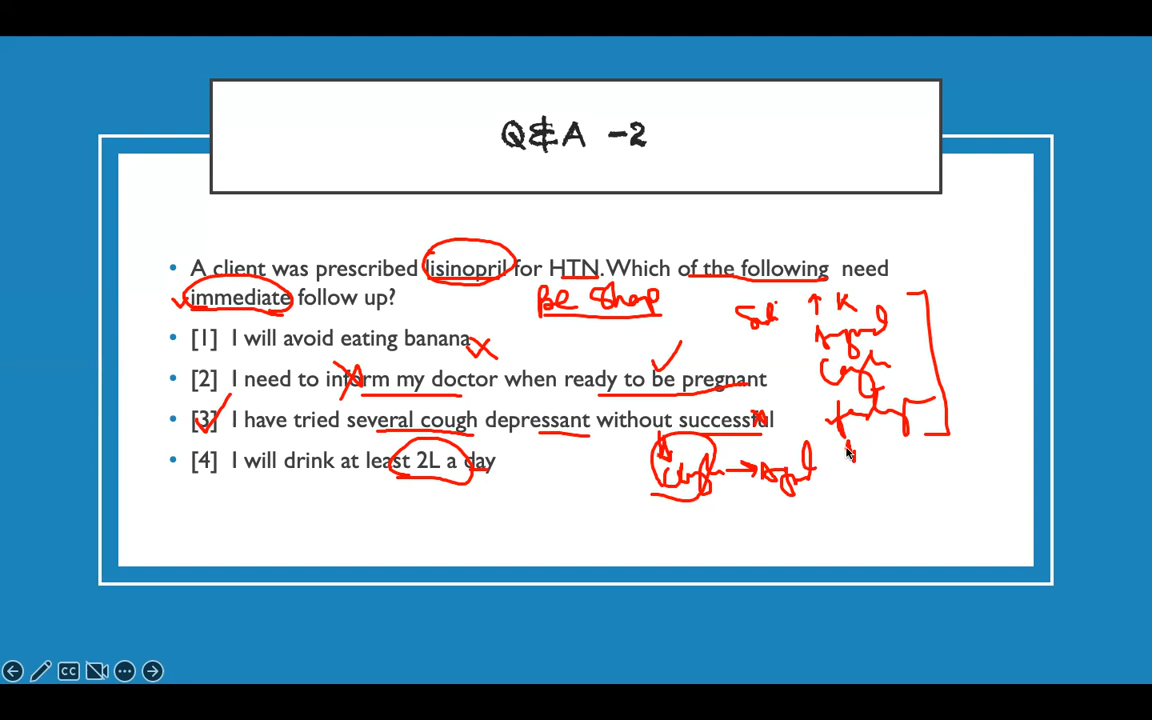 Q&A -2
• A client was prescribed lisinopril for HTN. Which of the following need
immediate follow up?
Be Sharp
↑ K
• [1] I will avoid eating banana
• [2] I need to inform my doctor when ready to be pregnant
• [3] I have tried several cough depressant without successful
• [4] I will drink at least 2L a day